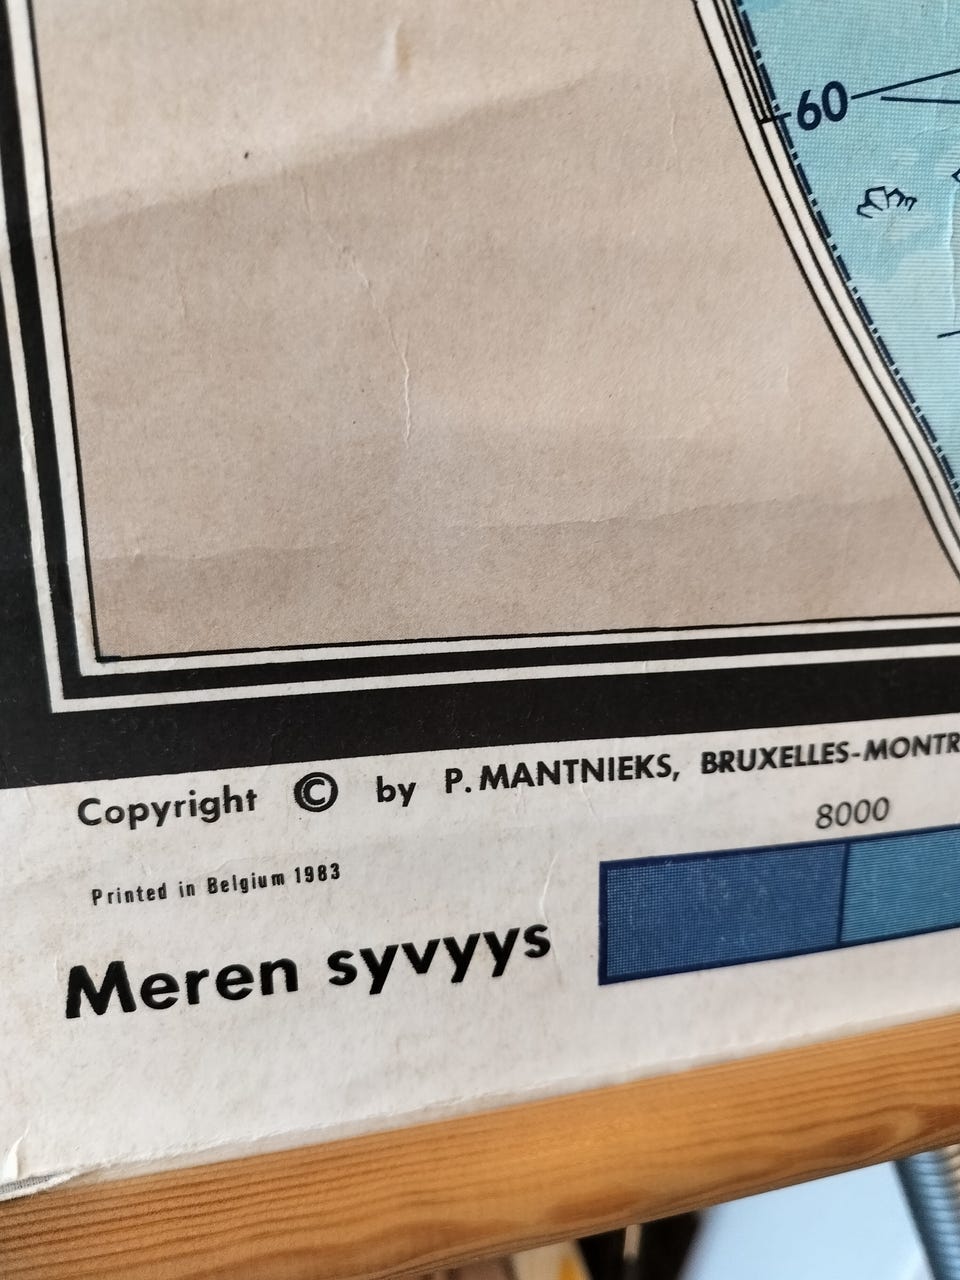 60
Copyright © by P. MANTNIEKS, BRUXELLES-MONTR
8000
Printed in Belgium 1983
Meren syvyys